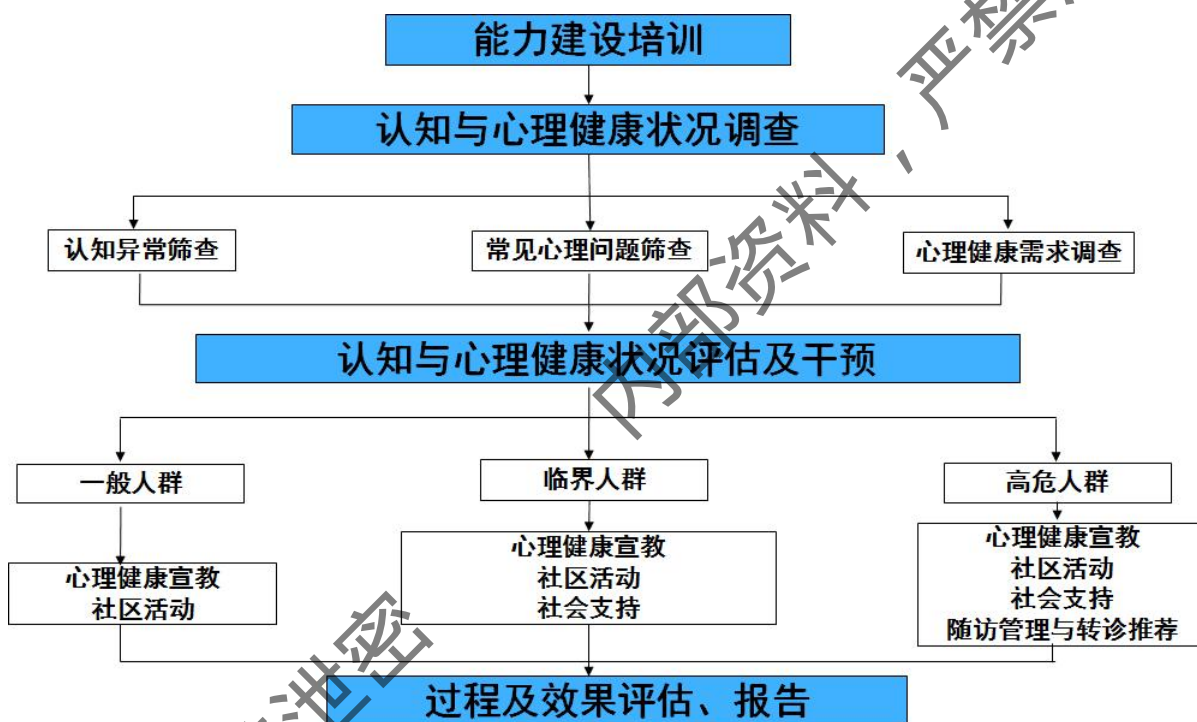 能力建设培训
认知与心理健康状况调查
认知异常筛查
常见心理问题筛查
心理健康需求调查
认知与心理健康状况评估及干预
一般人群
临界人群
高危人群
心理健康宣教
社区活动
心理健康宣教
社区活动
社会支持
心理健康宣教
社区活动
社会支持
随访管理与转诊推荐
过程及效果评估、报告
内部资料，严禁
泄密